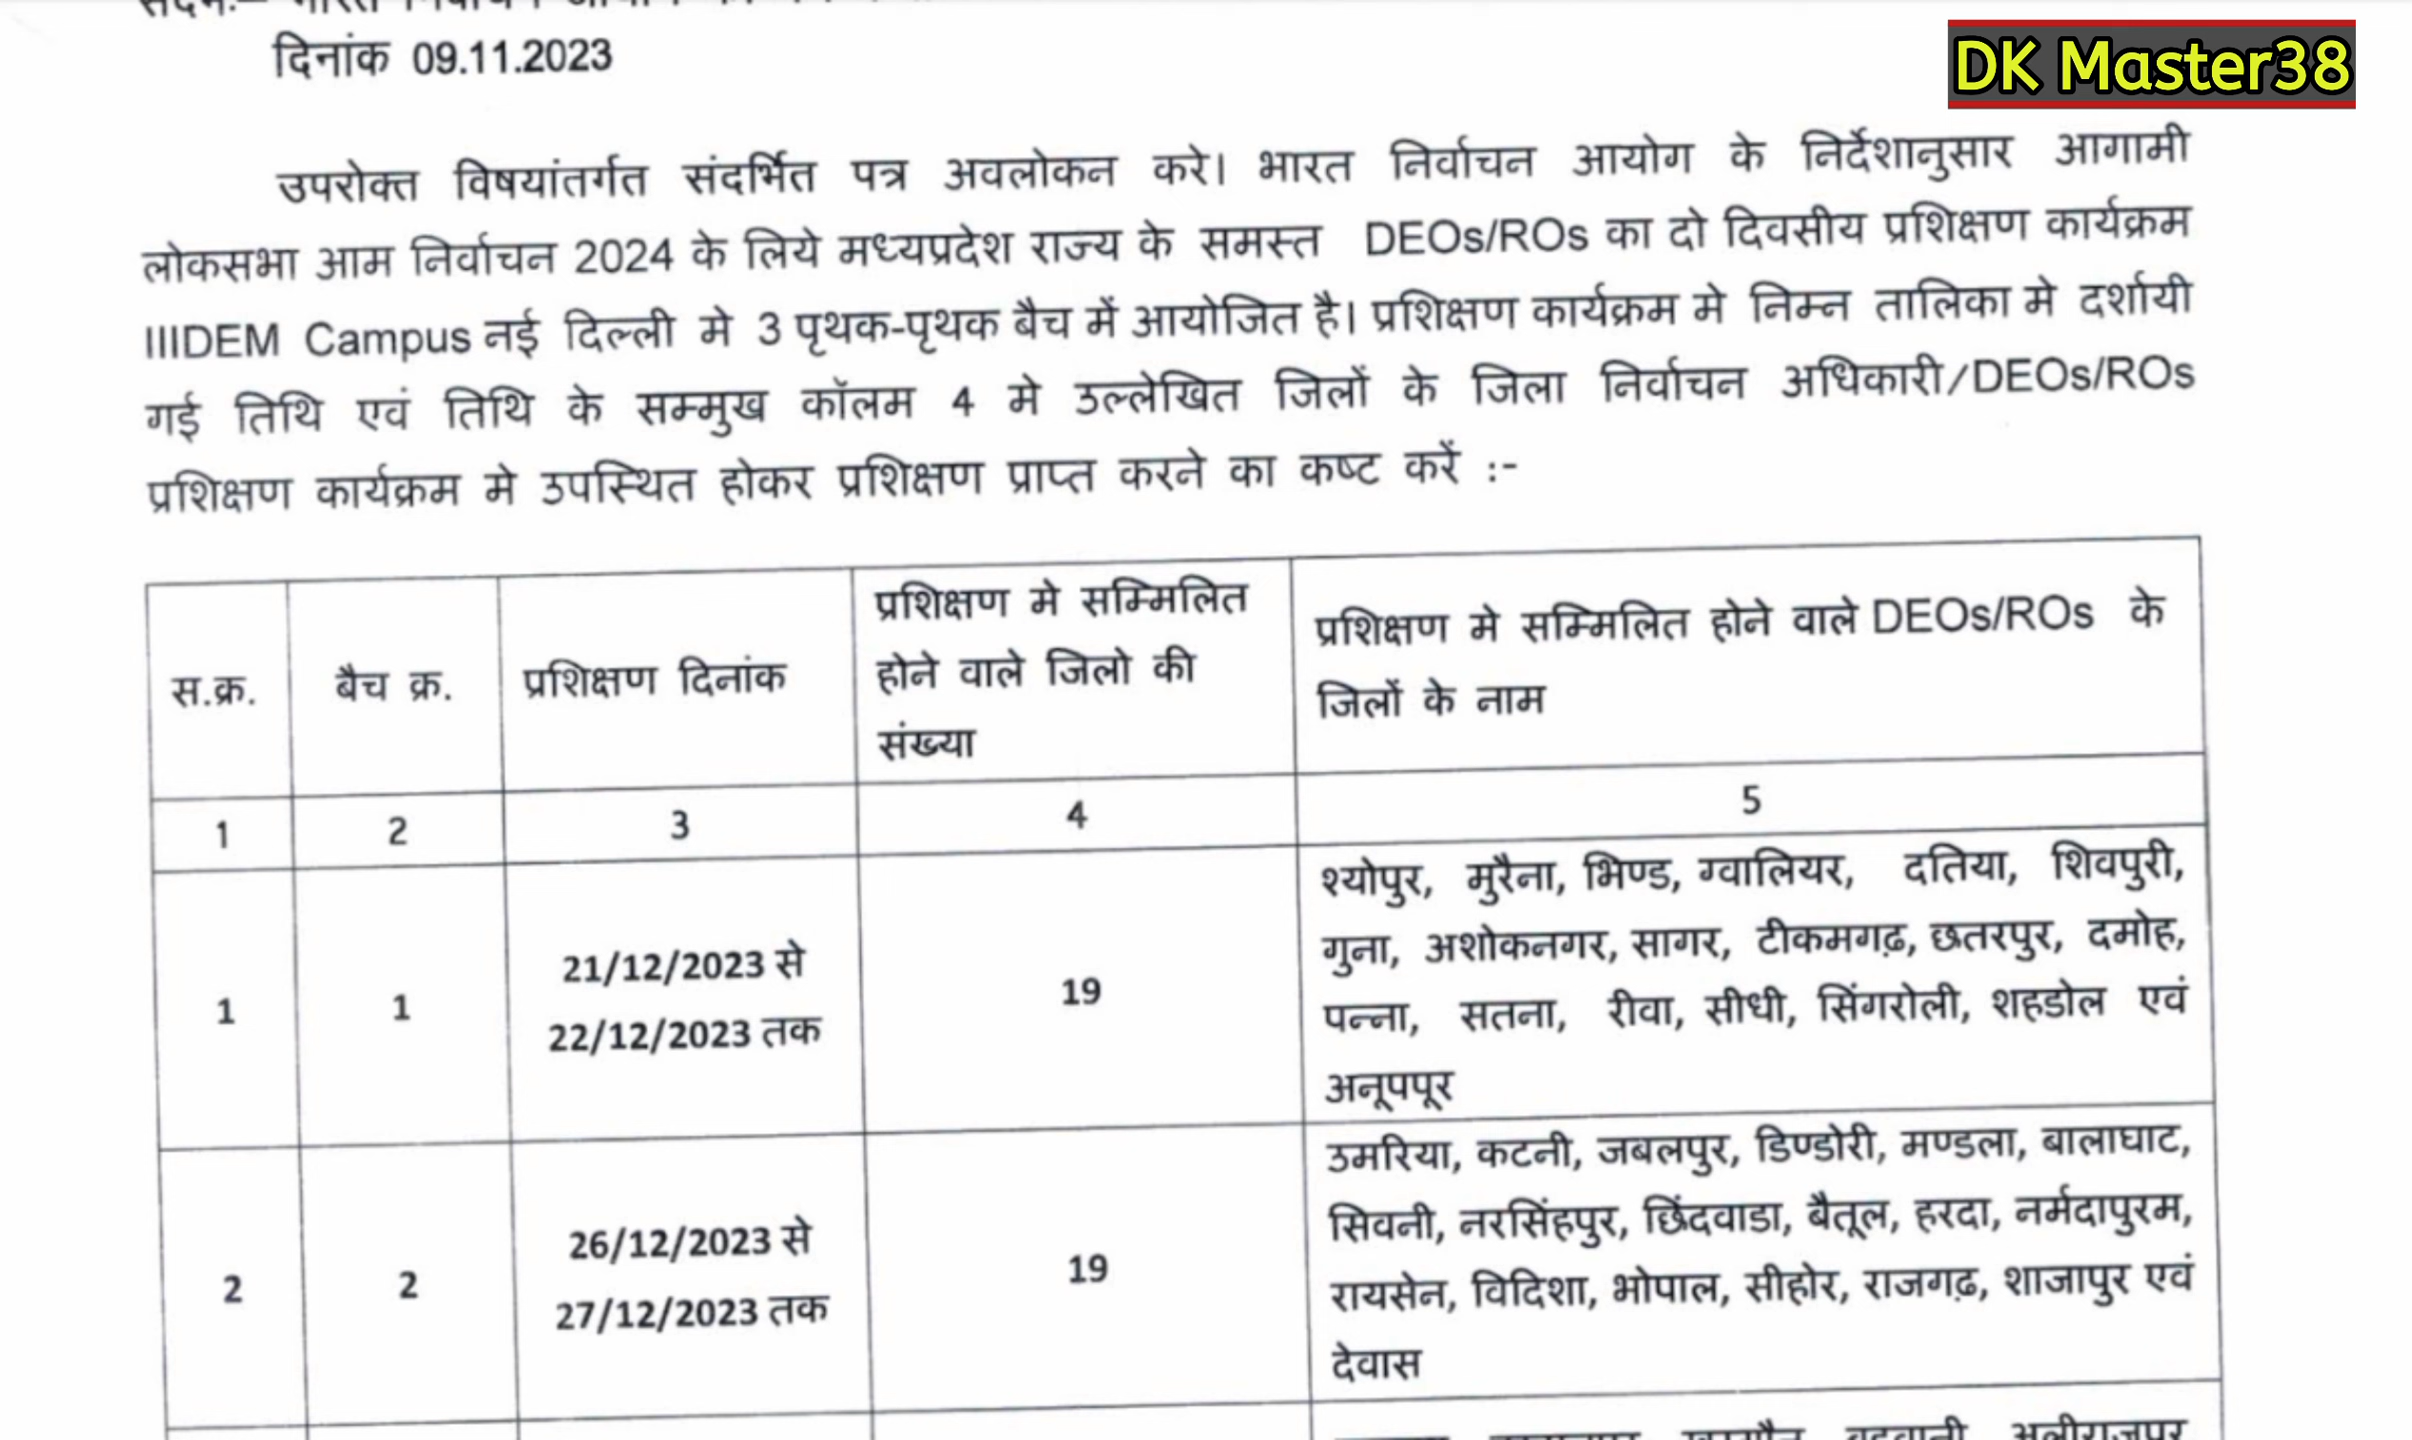 दिनांक 09.11.2023
DK Master38
उपरोक्त विषयांतर्गत संदर्भित पत्र अवलोकन करे। भारत निर्वाचन आयोग के निर्देशानुसार आगामी
लोकसभा आम निर्वाचन 2024 के लिये मध्यप्रदेश राज्य के समस्त DEOs/ROs का दो दिवसीय प्रशिक्षण कार्यक्रम
IIIDEM Campus नई दिल्ली मे 3 पृथक-पृथक बैच में आयोजित है। प्रशिक्षण कार्यक्रम मे निम्न तालिका मे दर्शायी
गई तिथि एवं तिथि के सम्मुख कॉलम 4 मे उल्लेखित जिलों के जिला निर्वाचन अधिकारी/DEOs/ROs
प्रशिक्षण कार्यक्रम मे उपस्थित होकर प्रशिक्षण प्राप्त करने का कष्ट करें :-
स.क्र.
बैच क्र.
प्रशिक्षण दिनांक
प्रशिक्षण मे सम्मिलित
होने वाले जिलो की
संख्या
प्रशिक्षण मे सम्मिलित होने वाले DEOs/ROs के
जिलों के नाम
1
2
3
4
5
1
1
21/12/2023 से
22/12/2023 तक
19
श्योपुर, मुरैना, भिण्ड, ग्वालियर, दतिया, शिवपुरी,
गुना, अशोकनगर, सागर, टीकमगढ़, छतरपुर, दमोह,
पन्ना, सतना, रीवा, सीधी, सिंगरोली, शहडोल एवं
अनूपपूर
2
2
26/12/2023 से
27/12/2023 तक
19
उमरिया, कटनी, जबलपुर, डिण्डोरी, मण्डला, बालाघाट,
सिवनी, नरसिंहपुर, छिंदवाडा, बैतूल, हरदा, नर्मदापुरम,
रायसेन, विदिशा, भोपाल, सीहोर, राजगढ़, शाजापुर एवं
देवास